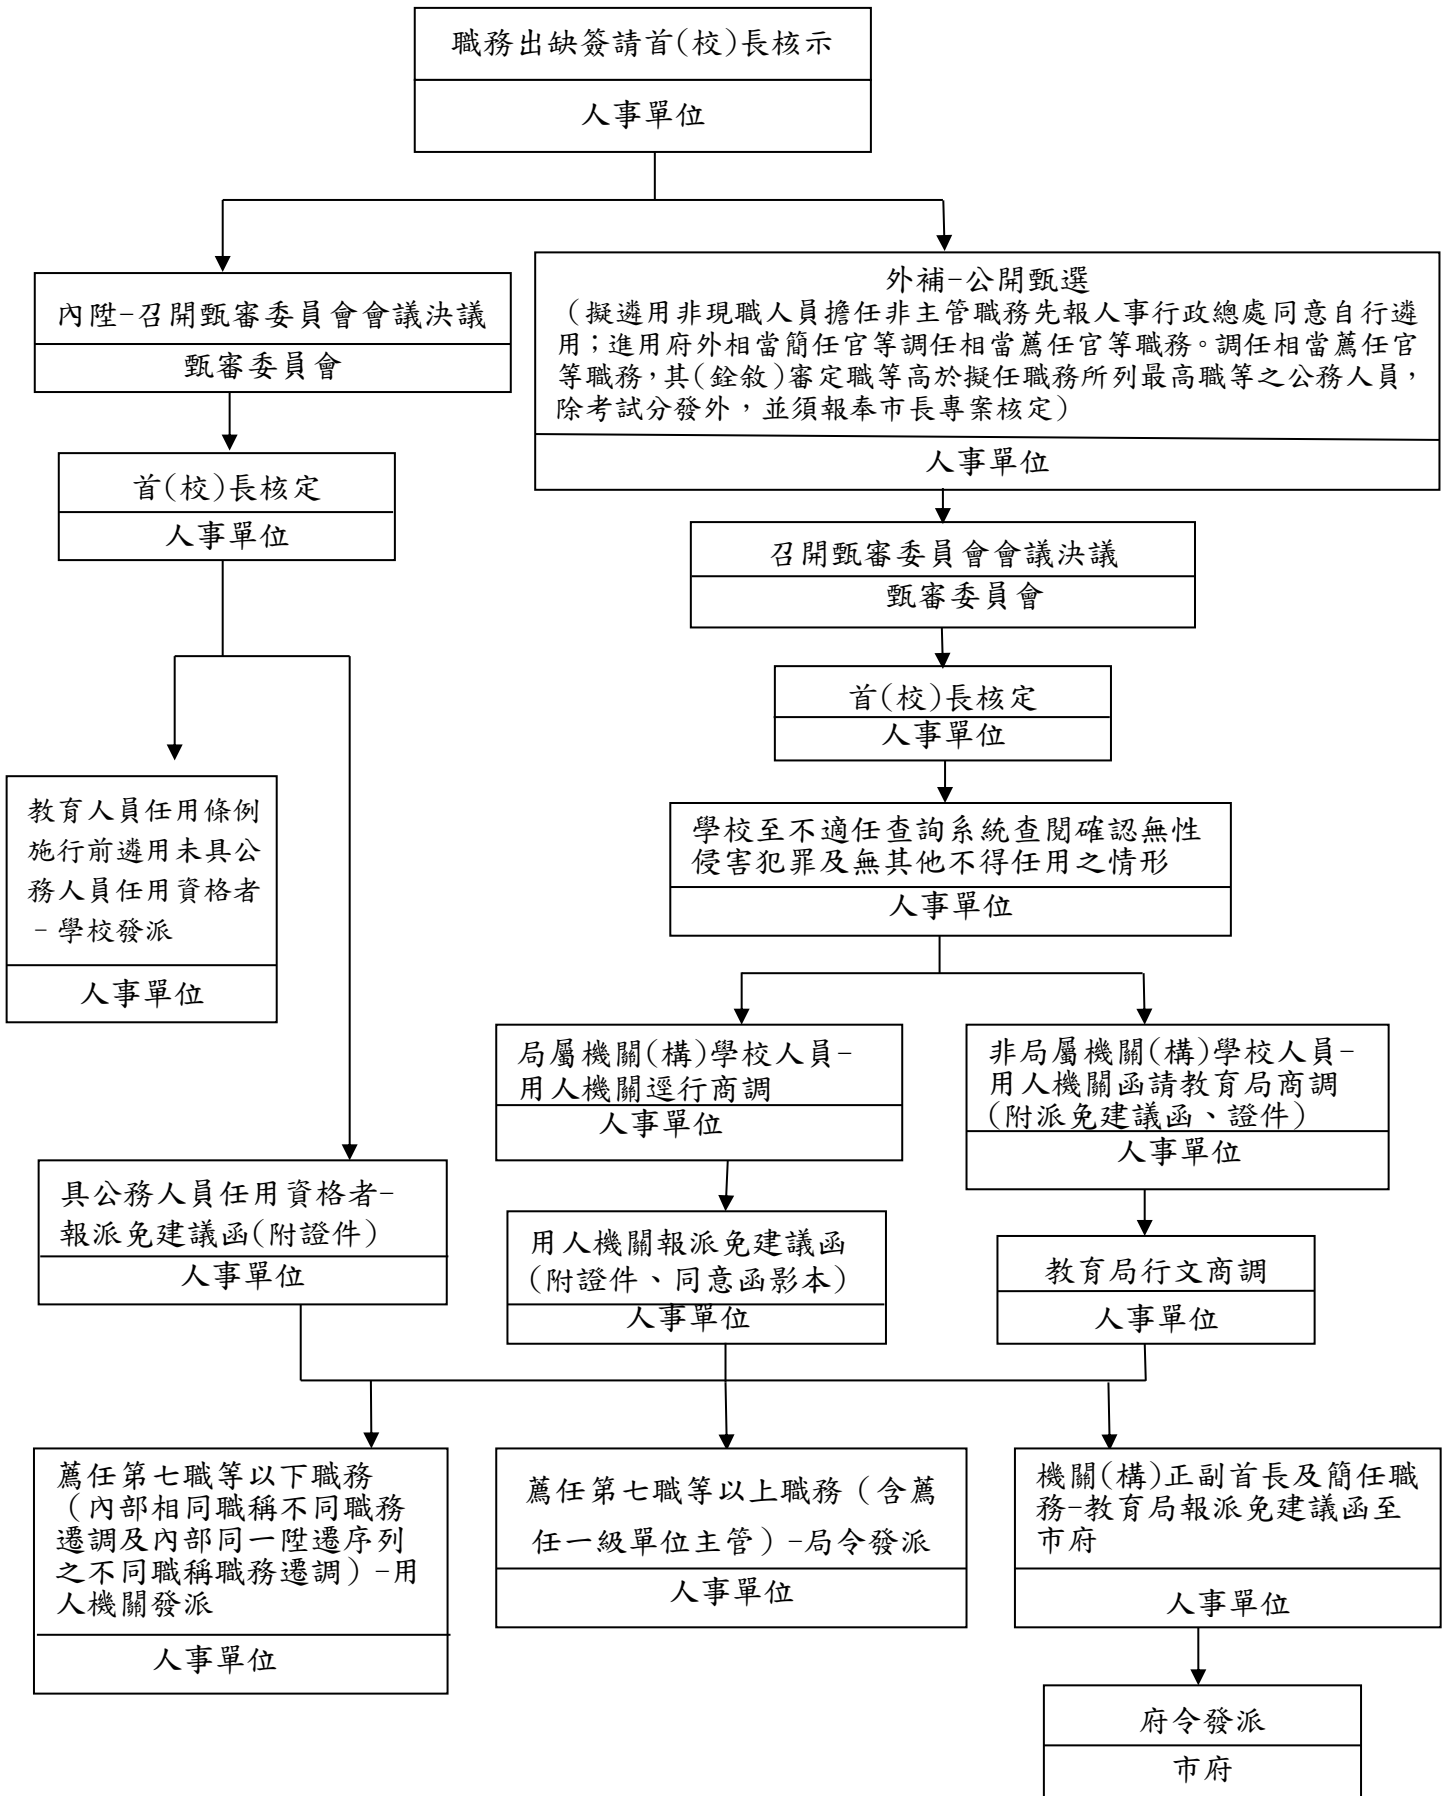 職務出缺簽請首(校)長核示
人事單位
內陞-召開甄審委員會會議決議
甄審委員會
外補-公開甄選
（擬遴用非現職人員擔任非主管職務先報人事行政總處同意自行遴
用；進用府外相當簡任官等調任相當薦任官等職務。調任相當薦任官
等職務，其(銓敘)審定職等高於擬任職務所列最高職等之公務人員，
除考試分發外，並須報奉市長專案核定）
人事單位
首(校)長核定
人事單位
召開甄審委員會會議決議
甄審委員會
首(校)長核定
人事單位
教育人員任用條例
施行前遴用未具公
務人員任用資格者
-學校發派
人事單位
學校至不適任查詢系統查閱確認無性
侵害犯罪及無其他不得任用之情形
人事單位
局屬機關(構)學校人員-
用人機關逕行商調
人事單位
非局屬機關(構)學校人員-
用人機關函請教育局商調
(附派免建議函、證件)
人事單位
具公務人員任用資格者-
報派免建議函(附證件)
人事單位
用人機關報派免建議函
(附證件、同意函影本)
人事單位
教育局行文商調
人事單位
薦任第七職等以下職務
（內部相同職稱不同職務
遷調及內部同一陞遷序列
之不同職稱職務遷調）-用
人機關發派
人事單位
薦任第七職等以上職務（含薦
任一級單位主管）-局令發派
人事單位
機關(構)正副首長及簡任職
務-教育局報派免建議函至
市府
人事單位
府令發派
市府